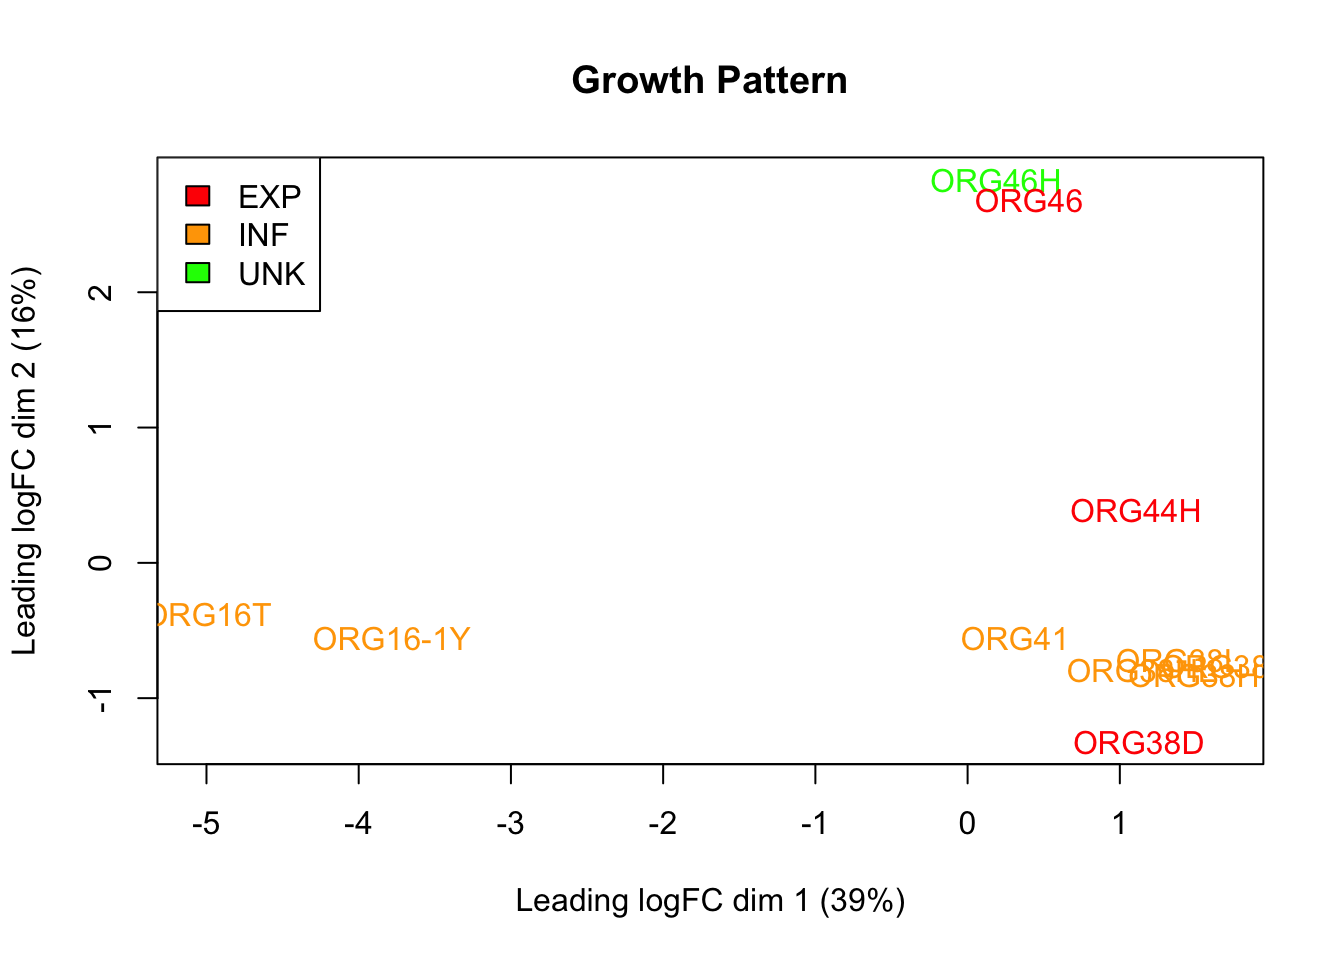 Growth Pattern
EXP
INF
UNK
ORG46H
ORG46
ORG44H
ORG16T
ORG16-1Y
ORG41
ORG38D
Leading logFC dim 2 (16%)
2
1
0
-1
-5
-4
-3
-2
-1
0
1
Leading logFC dim 1 (39%)